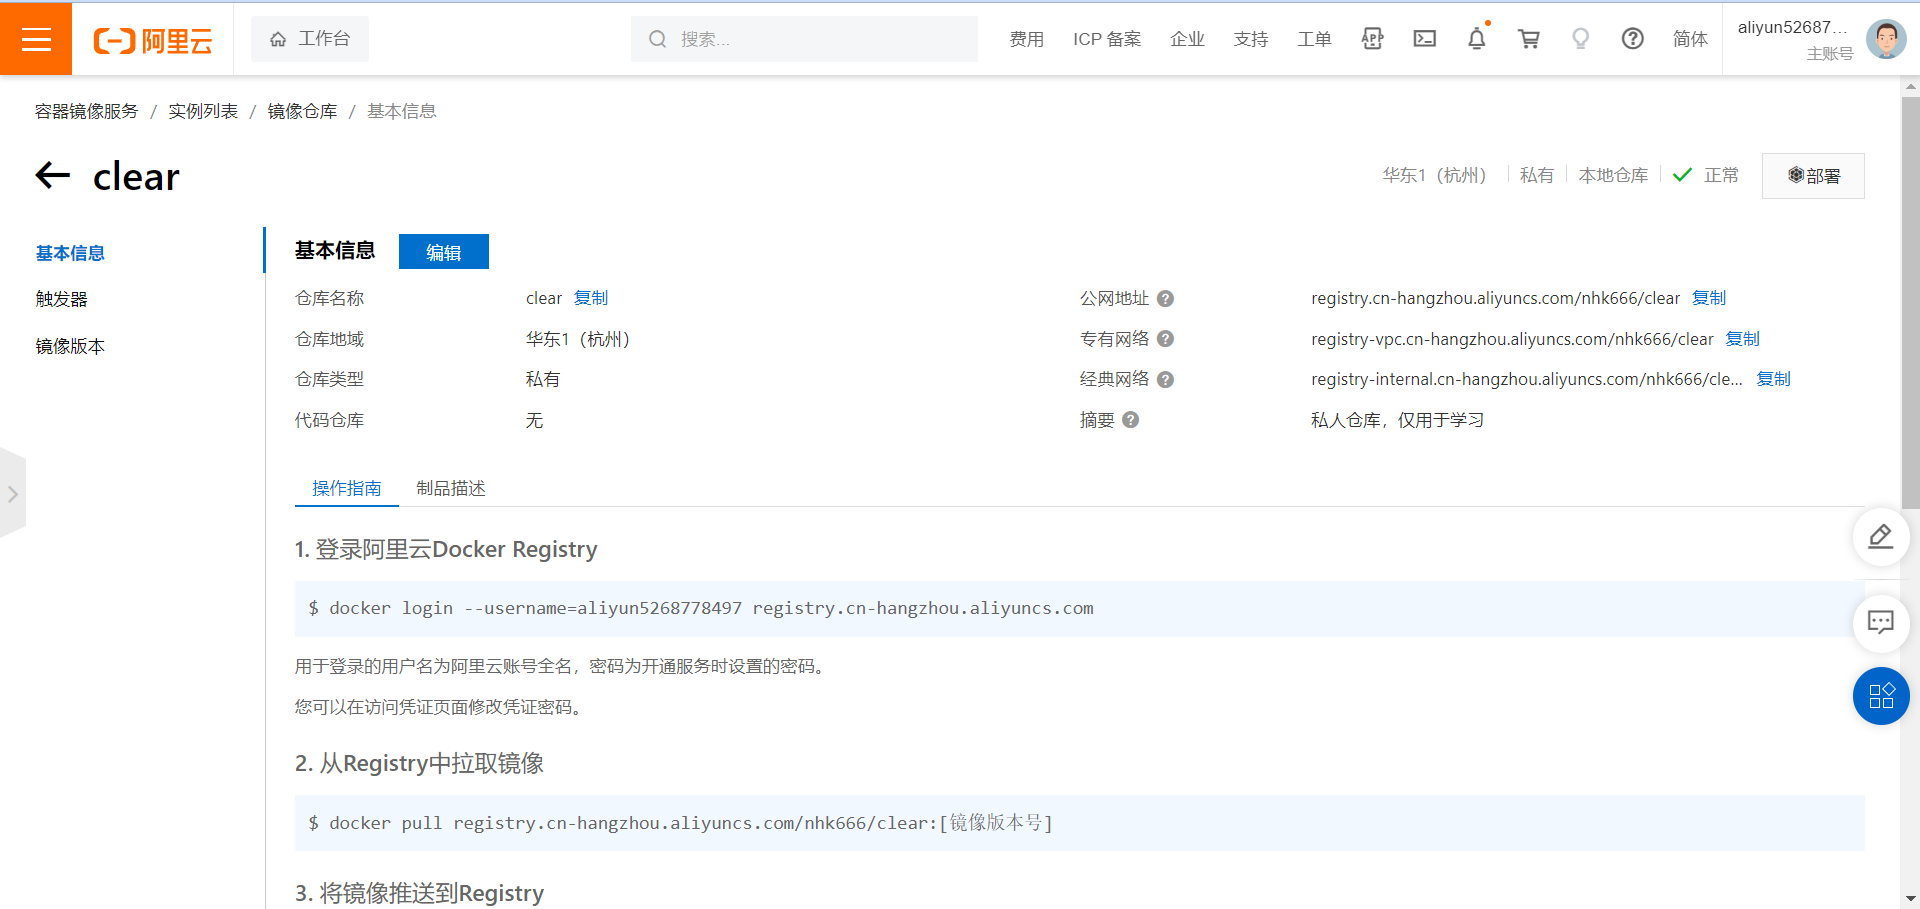 阿里云
工作台
搜索...
费用
ICP 备案
企业
支持
工单
简体
aliyun52687...
主账号
容器镜像服务 / 实例列表 / 镜像仓库 / 基本信息
clear
华东1（杭州） 私有 本地仓库 正常
部署
基本信息
触发器
镜像版本
基本信息 编辑
仓库名称 clear 复制
公网地址 registry.cn-hangzhou.aliyuncs.com/nhk666/clear 复制
仓库地域 华东1（杭州）
专有网络 registry-vpc.cn-hangzhou.aliyuncs.com/nhk666/clear 复制
仓库类型 私有
经典网络 registry-internal.cn-hangzhou.aliyuncs.com/nhk666/cle... 复制
代码仓库 无
摘要 私人仓库，仅用于学习
操作指南 制品描述
1. 登录阿里云Docker Registry
$ docker login --username=aliyun5268778497 registry.cn-hangzhou.aliyuncs.com
用于登录的用户名为阿里云账号全名，密码为开通服务时设置的密码。
您可以在访问凭证页面修改凭证密码。
2. 从Registry中拉取镜像
$ docker pull registry.cn-hangzhou.aliyuncs.com/nhk666/clear:[镜像版本号]
3. 将镜像推送到Registry